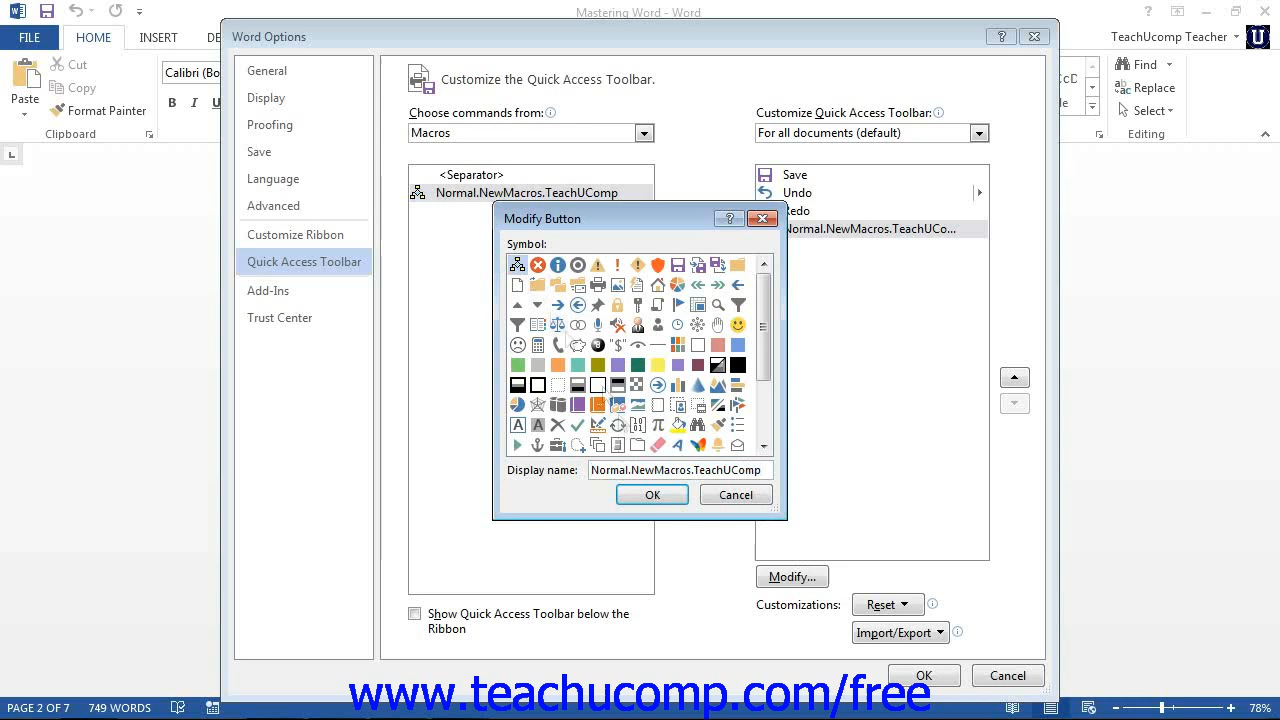 Mastering Word - Word
FILE
HOME
INSERT
DE
TeachUcomp Teacher
Paste
Cut
Copy
Format Painter
Clipboard
Calibri (Bo
B
I
Find
Replace
Select
Editing
Word Options
General
Display
Proofing
Save
Language
Advanced
Customize Ribbon
Quick Access Toolbar
Add-Ins
Trust Center
Customize the Quick Access Toolbar.
Choose commands from:
Macros
<Separator>
Normal.NewMacros.TeachUComp
Customize Quick Access Toolbar:
For all documents (default)
Save
Undo
Redo
Normal.NewMacros.TeachUCo...
Modify Button
Symbol:
Display name:
Normal.NewMacros.TeachUComp
OK
Cancel
Modify...
Customizations:
Reset
Import/Export
Show Quick Access Toolbar below the
Ribbon
OK
Cancel
www.teachucomp.com/free
PAGE 2 OF 7
749 WORDS
78%